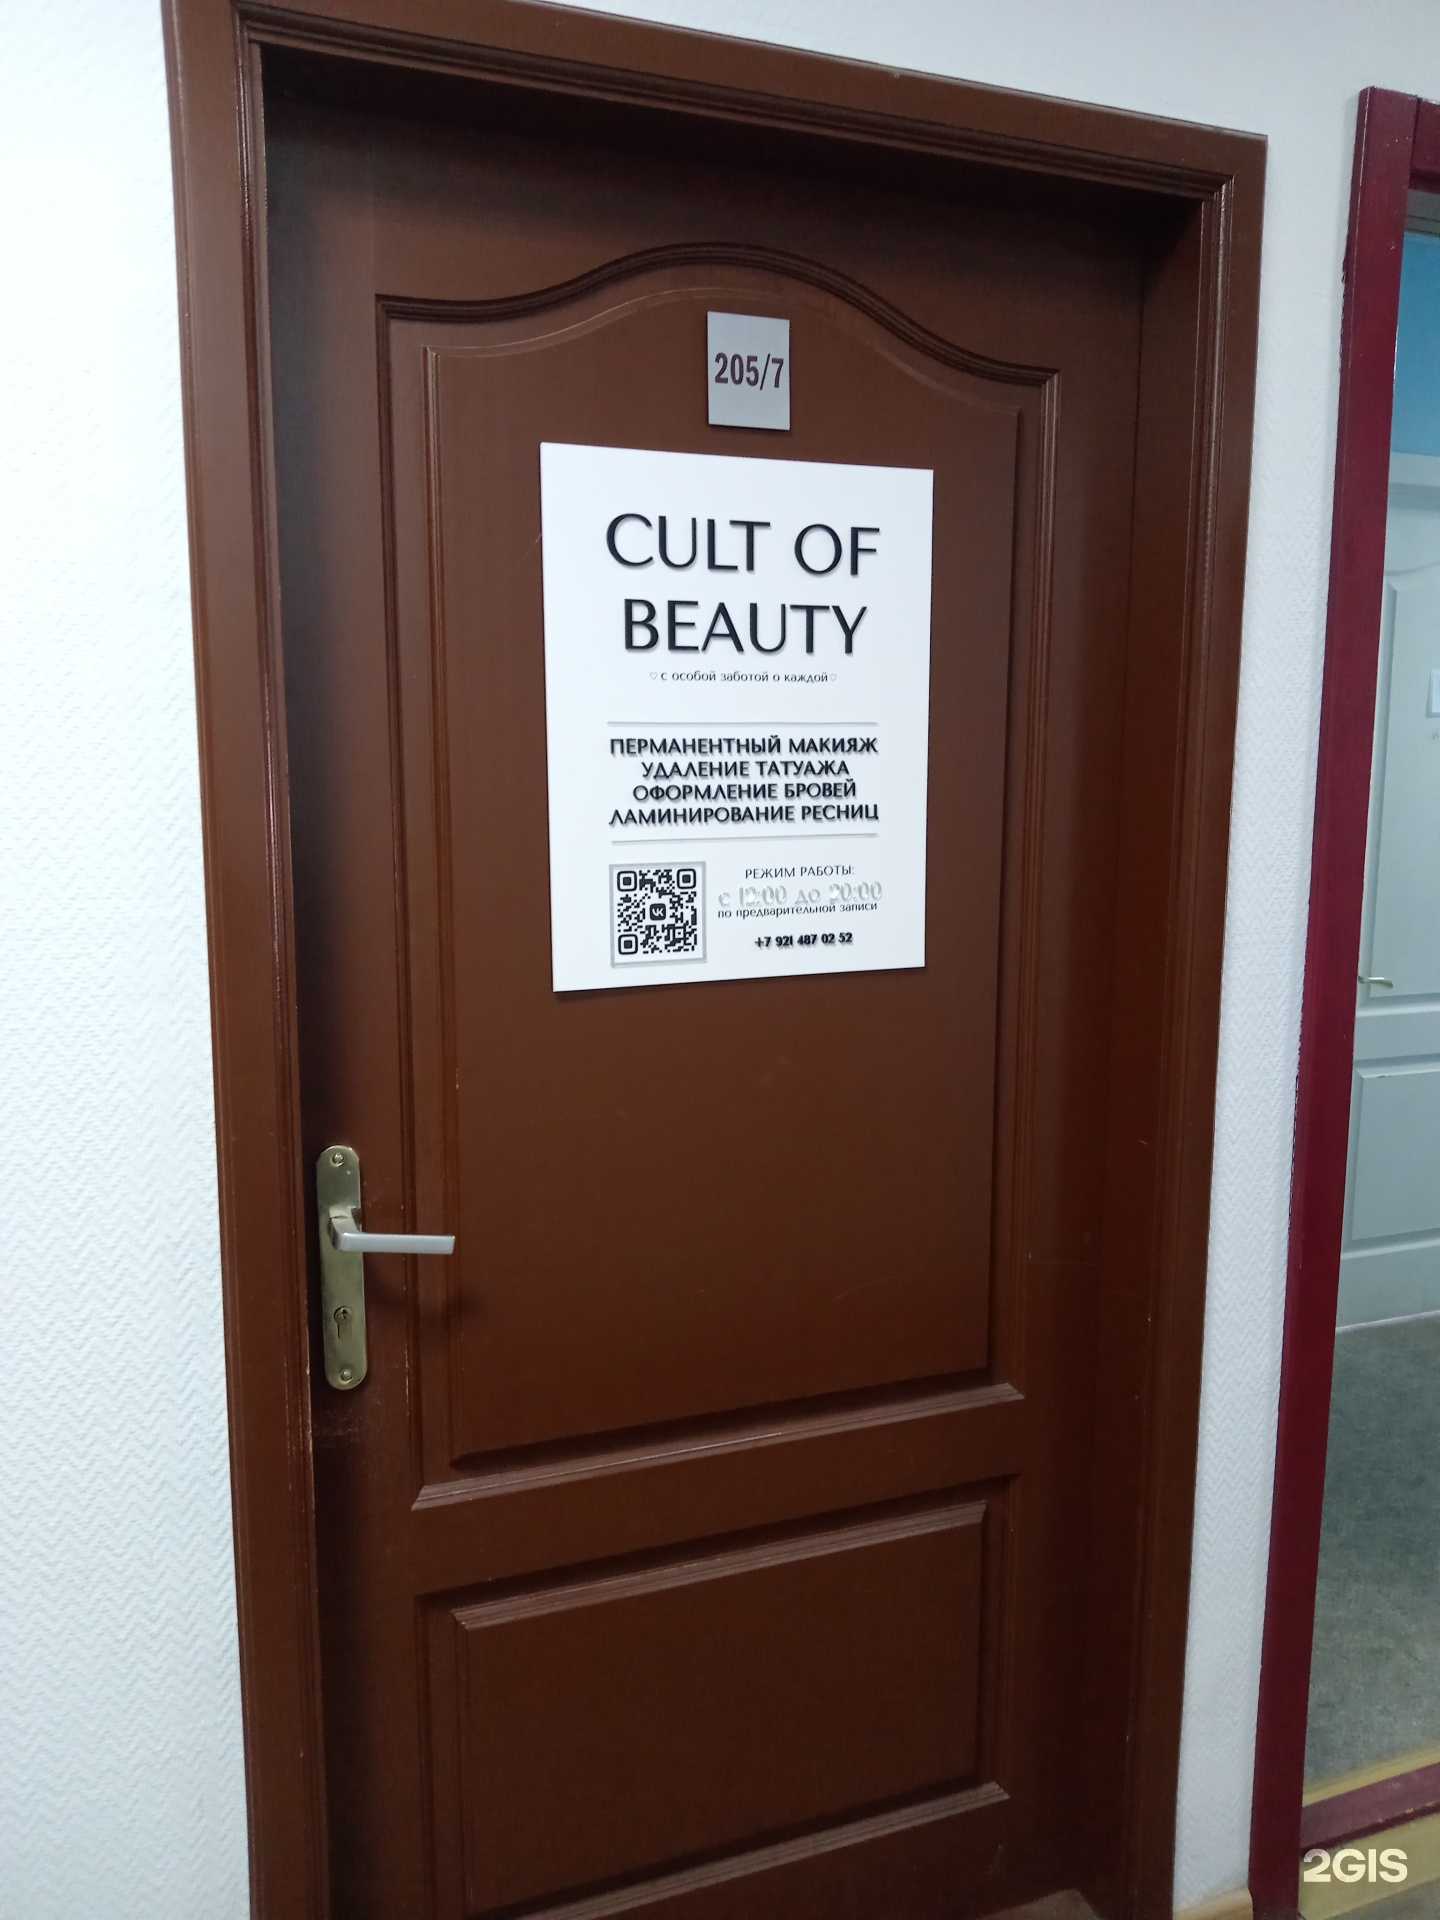 205/7
CULT OF
BEAUTY
♡ с особой заботой о каждой ♡
ПЕРМАНЕНТНЫЙ МАКИЯЖ
УДАЛЕНИЕ ТАТУАЖА
ОФОРМЛЕНИЕ БРОВЕЙ
ЛАМИНИРОВАНИЕ РЕСНИЦ
РЕЖИМ РАБОТЫ:
с 12:00 до 20:00
по предварительной записи
+7 921 487 02 52
2GIS